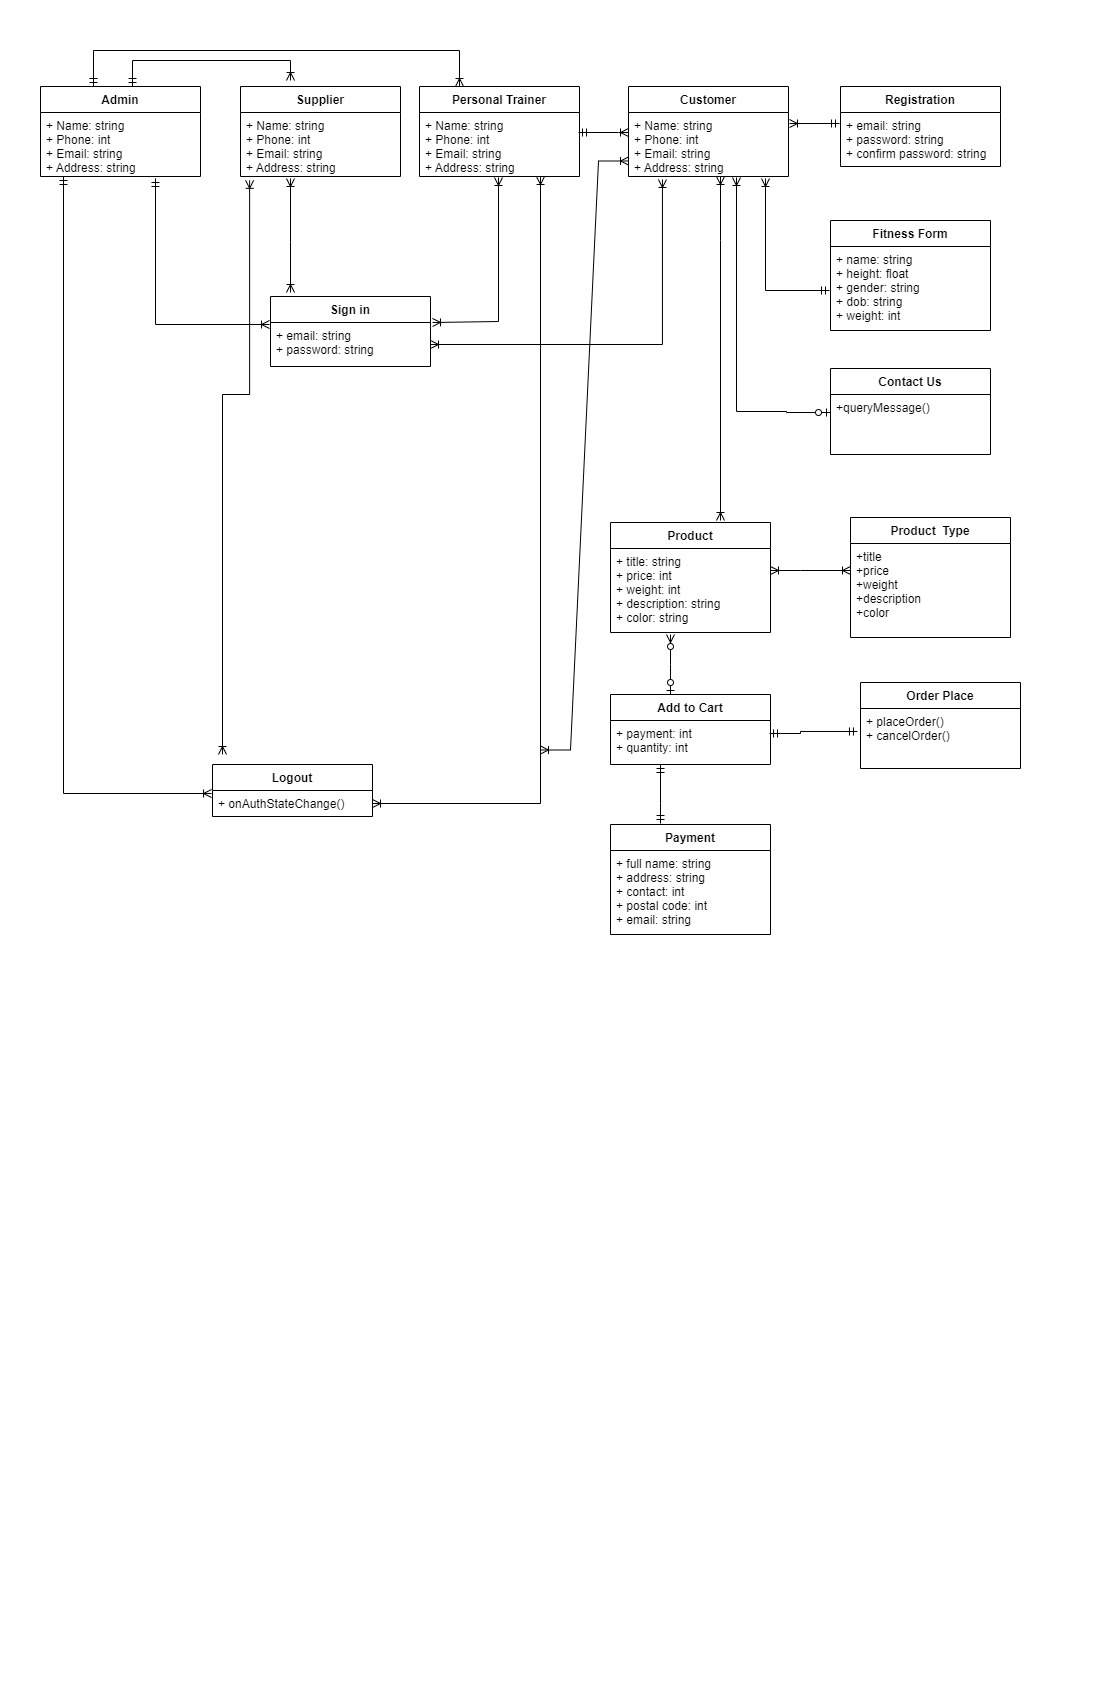 Admin
+ Name: string
+ Phone: int
+ Email: string
+ Address: string
Supplier
+ Name: string
+ Phone: int
+ Email: string
+ Address: string
Personal Trainer
+ Name: string
+ Phone: int
+ Email: string
+ Address: string
Customer
+ Name: string
+ Phone: int
+ Email: string
+ Address: string
Registration
+ email: string
+ password: string
+ confirm password: string
Fitness Form
+ name: string
+ height: float
+ gender: string
+ dob: string
+ weight: int
Sign in
+ email: string
+ password: string
Contact Us
+queryMessage()
Product
+ title: string
+ price: int
+ weight: int
+ description: string
+ color: string
Product  Type
+title
+price
+weight
+description
+color
Add to Cart
+ payment: int
+ quantity: int
Order Place
+ placeOrder()
+ cancelOrder()
Logout
+ onAuthStateChange()
Payment
+ full name: string
+ address: string
+ contact: int
+ postal code: int
+ email: string